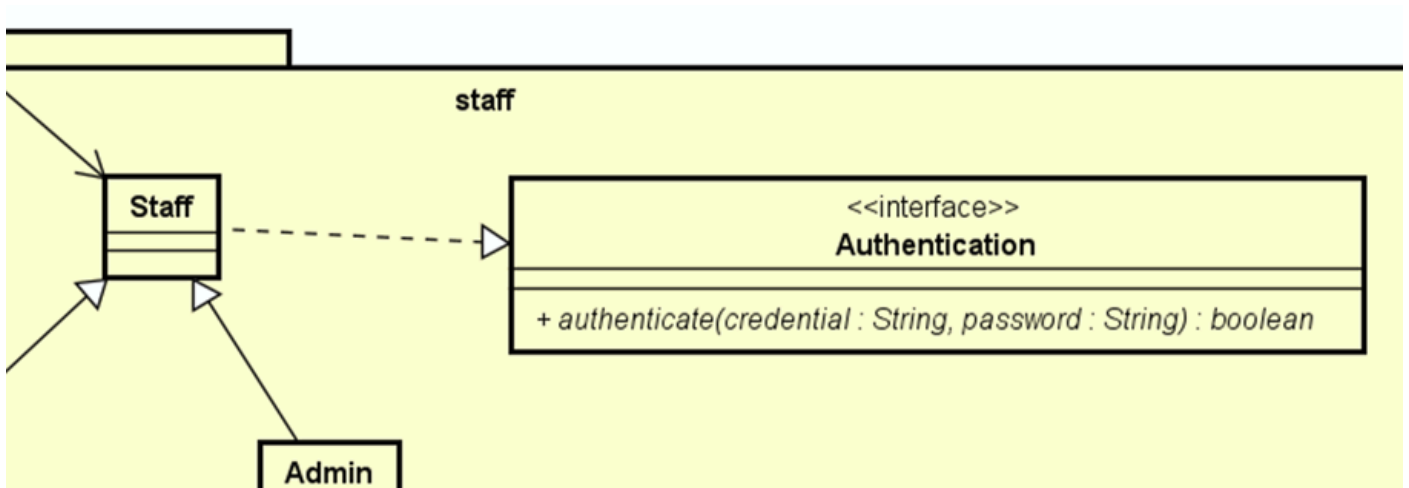 staff
Staff
<<interface>>
Authentication
+ authenticate(credential : String, password : String) : boolean
Admin